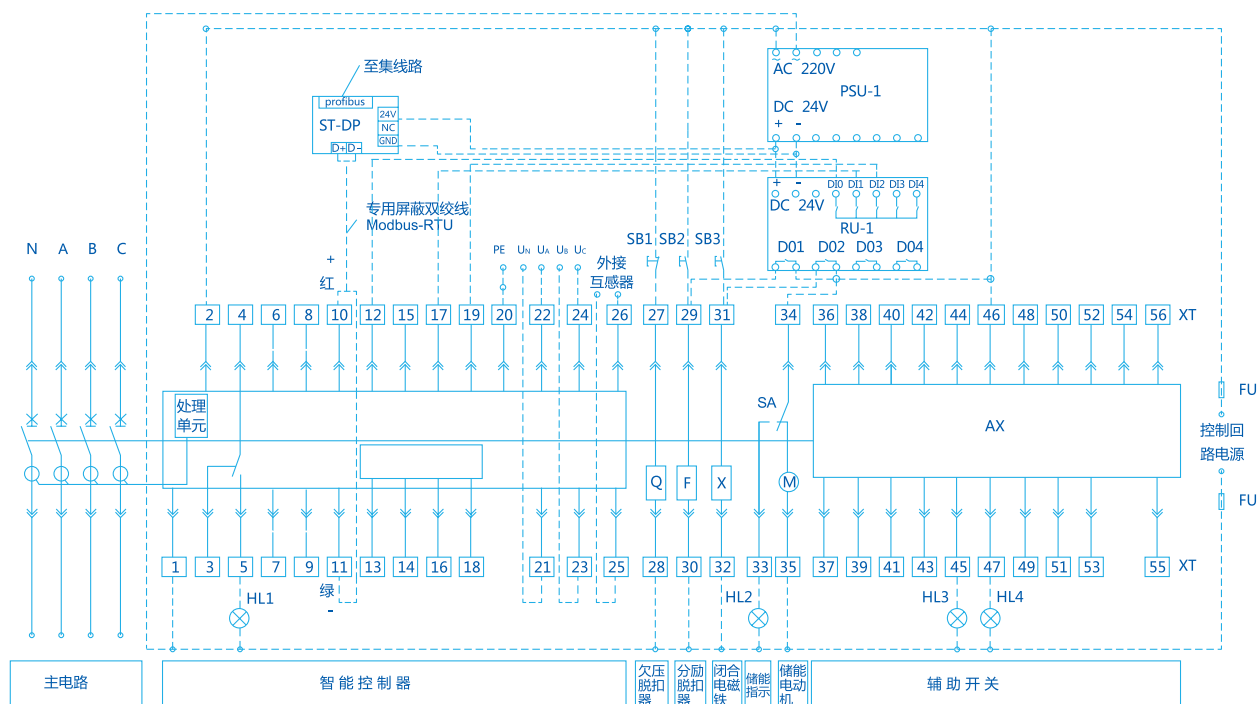 至集线路
profibus
ST-DP
24V
NC
GND
D+ D-
AC 220V
PSU-1
DC 24V
+ -
+ - DI0 DI1 DI2 DI3 DI4
DC 24V
RU-1
D01 D02 D03 D04
专用屏蔽双绞线
Modbus-RTU
SB1 SB2 SB3
N A B C
PE UN UA UB UC
外接
互感器
+
红
2 4 6 8 10 12 15 17 19 20 22 24 26 27 29 31 34 36 38 40 42 44 46 48 50 52 54 56 XT
处理
单元
SA
AX
FU
控制回
路电源
FU
Q F X M
1 3 5 7 9 11 13 14 16 18 21 23 25 28 30 32 33 35 37 39 41 43 45 47 49 51 53 55 XT
绿
-
HL1 HL2 HL3 HL4
主电路
智能控制器
欠压
脱扣
器
分励
脱扣
器
闭合
电磁
铁
储能
指示
储能
电动
机
辅助开关